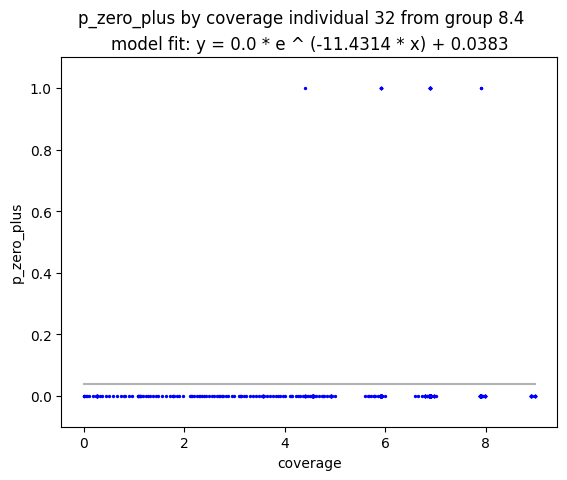 p_zero_plus by coverage individual 32 from group 8.4
model fit: y = 0.0 * e ^ (-11.4314 * x) + 0.0383
1.0
0.8
0.6
0.4
0.2
0.0
p_zero_plus
0 2 4 6 8
coverage